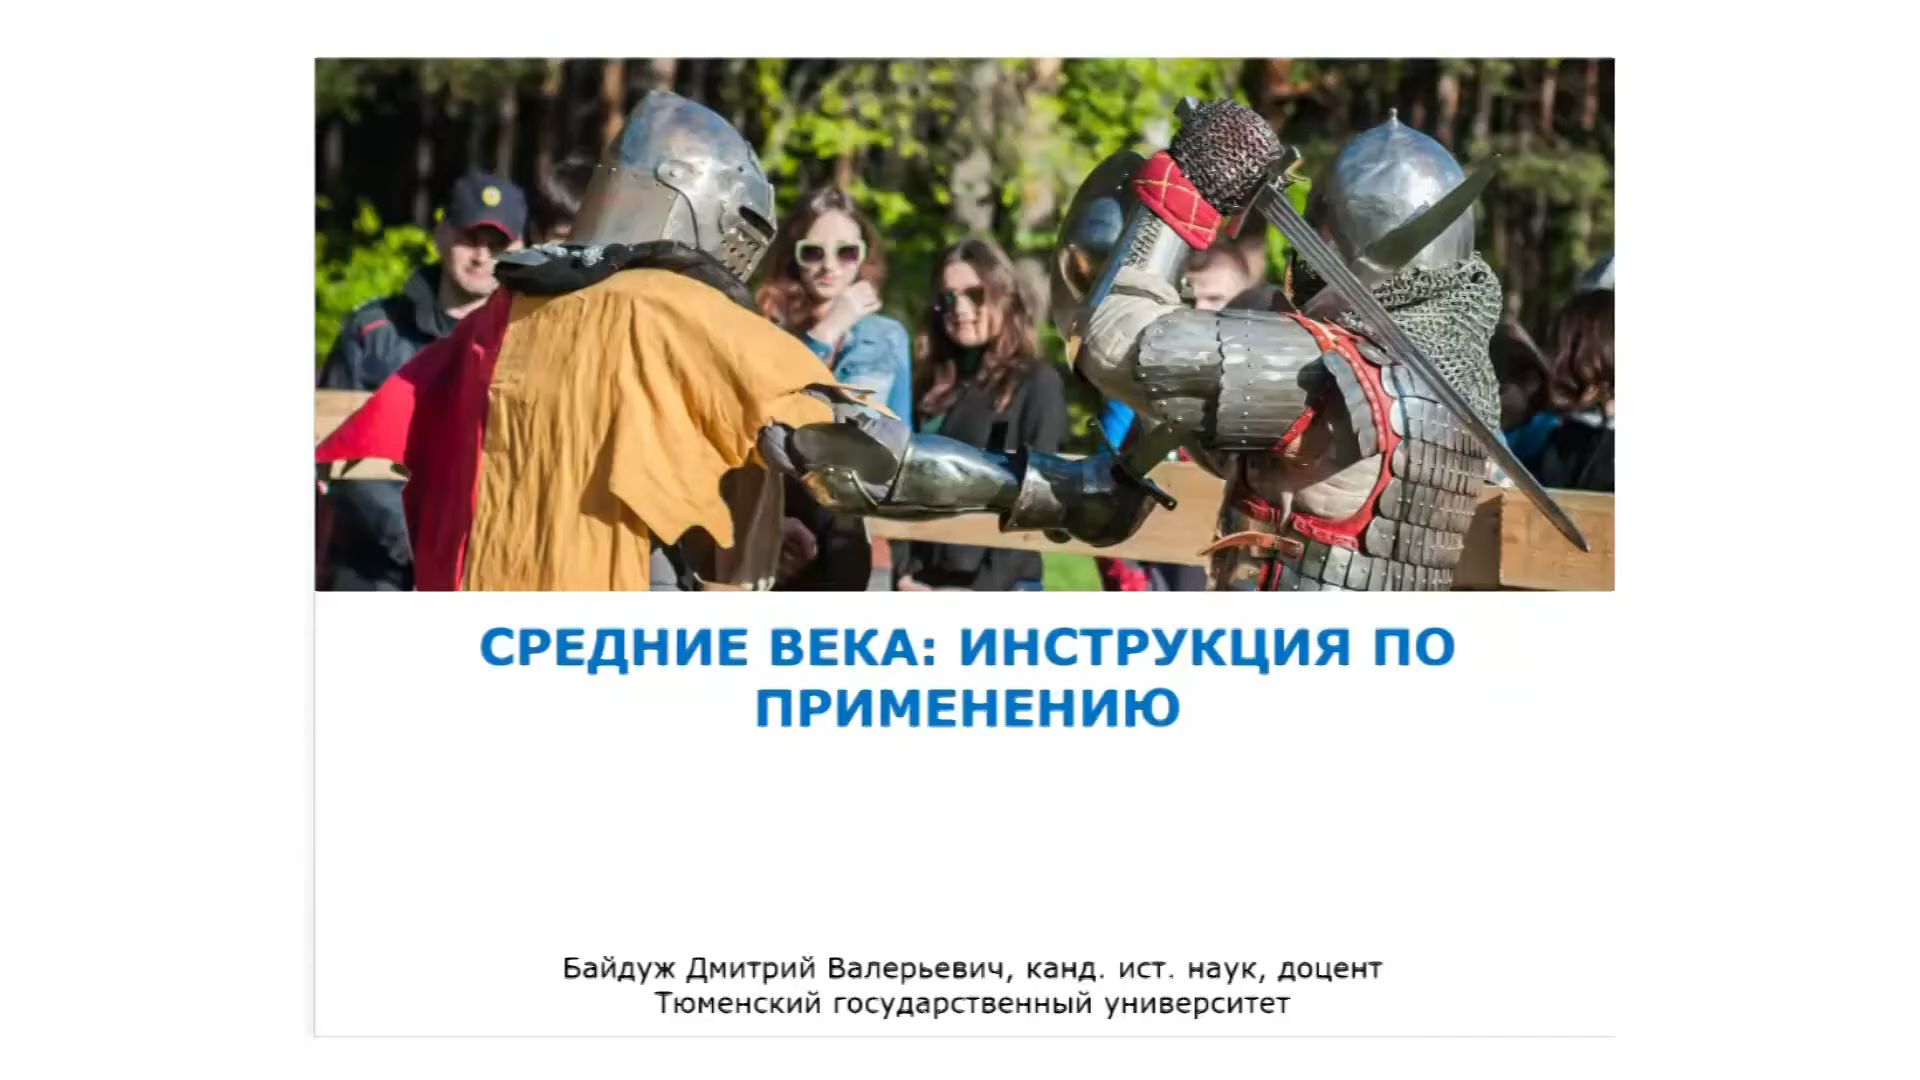 СРЕДНИЕ ВЕКА: ИНСТРУКЦИЯ ПО
ПРИМЕНЕНИЮ
Байдуж Дмитрий Валерьевич, канд. ист. наук, доцент
Тюменский государственный университет